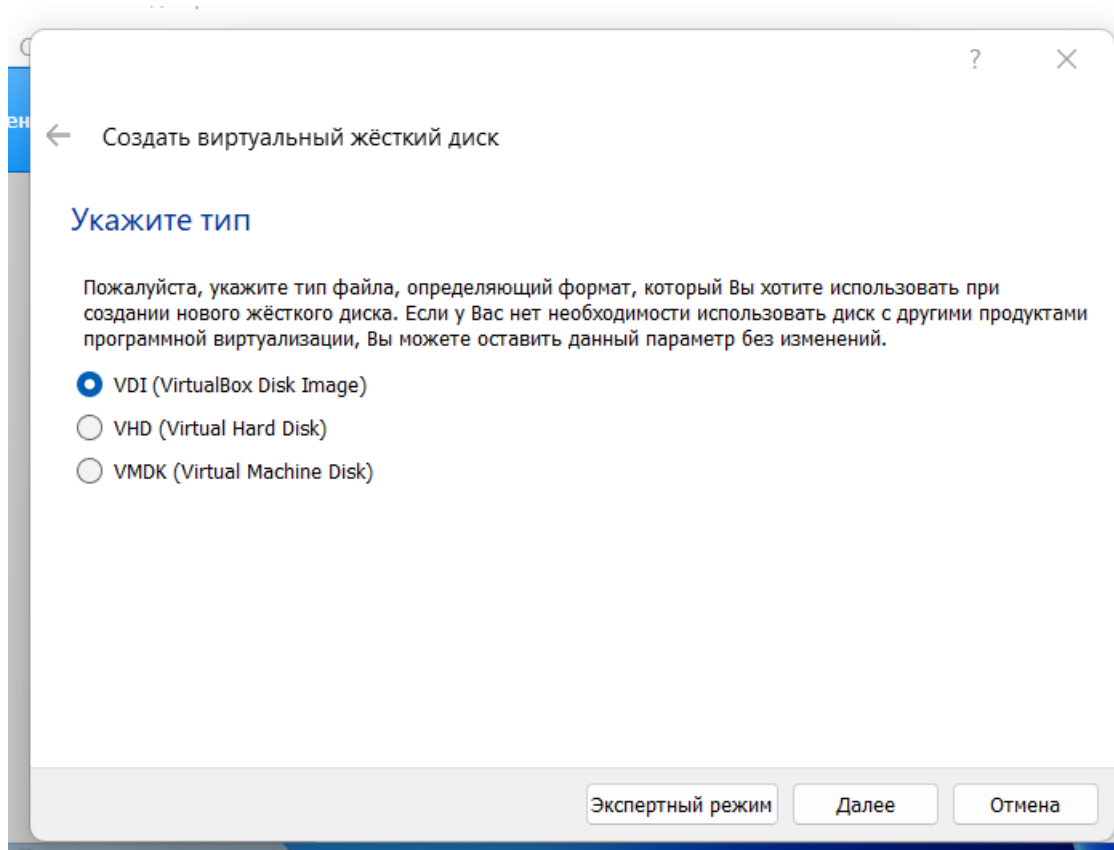 ?
Создать виртуальный жёсткий диск
Укажите тип
Пожалуйста, укажите тип файла, определяющий формат, который Вы хотите использовать при
создании нового жёсткого диска. Если у Вас нет необходимости использовать диск с другими продуктами
программной виртуализации, Вы можете оставить данный параметр без изменений.
VDI (VirtualBox Disk Image)
VHD (Virtual Hard Disk)
VMDK (Virtual Machine Disk)
Экспертный режим Далее Отмена